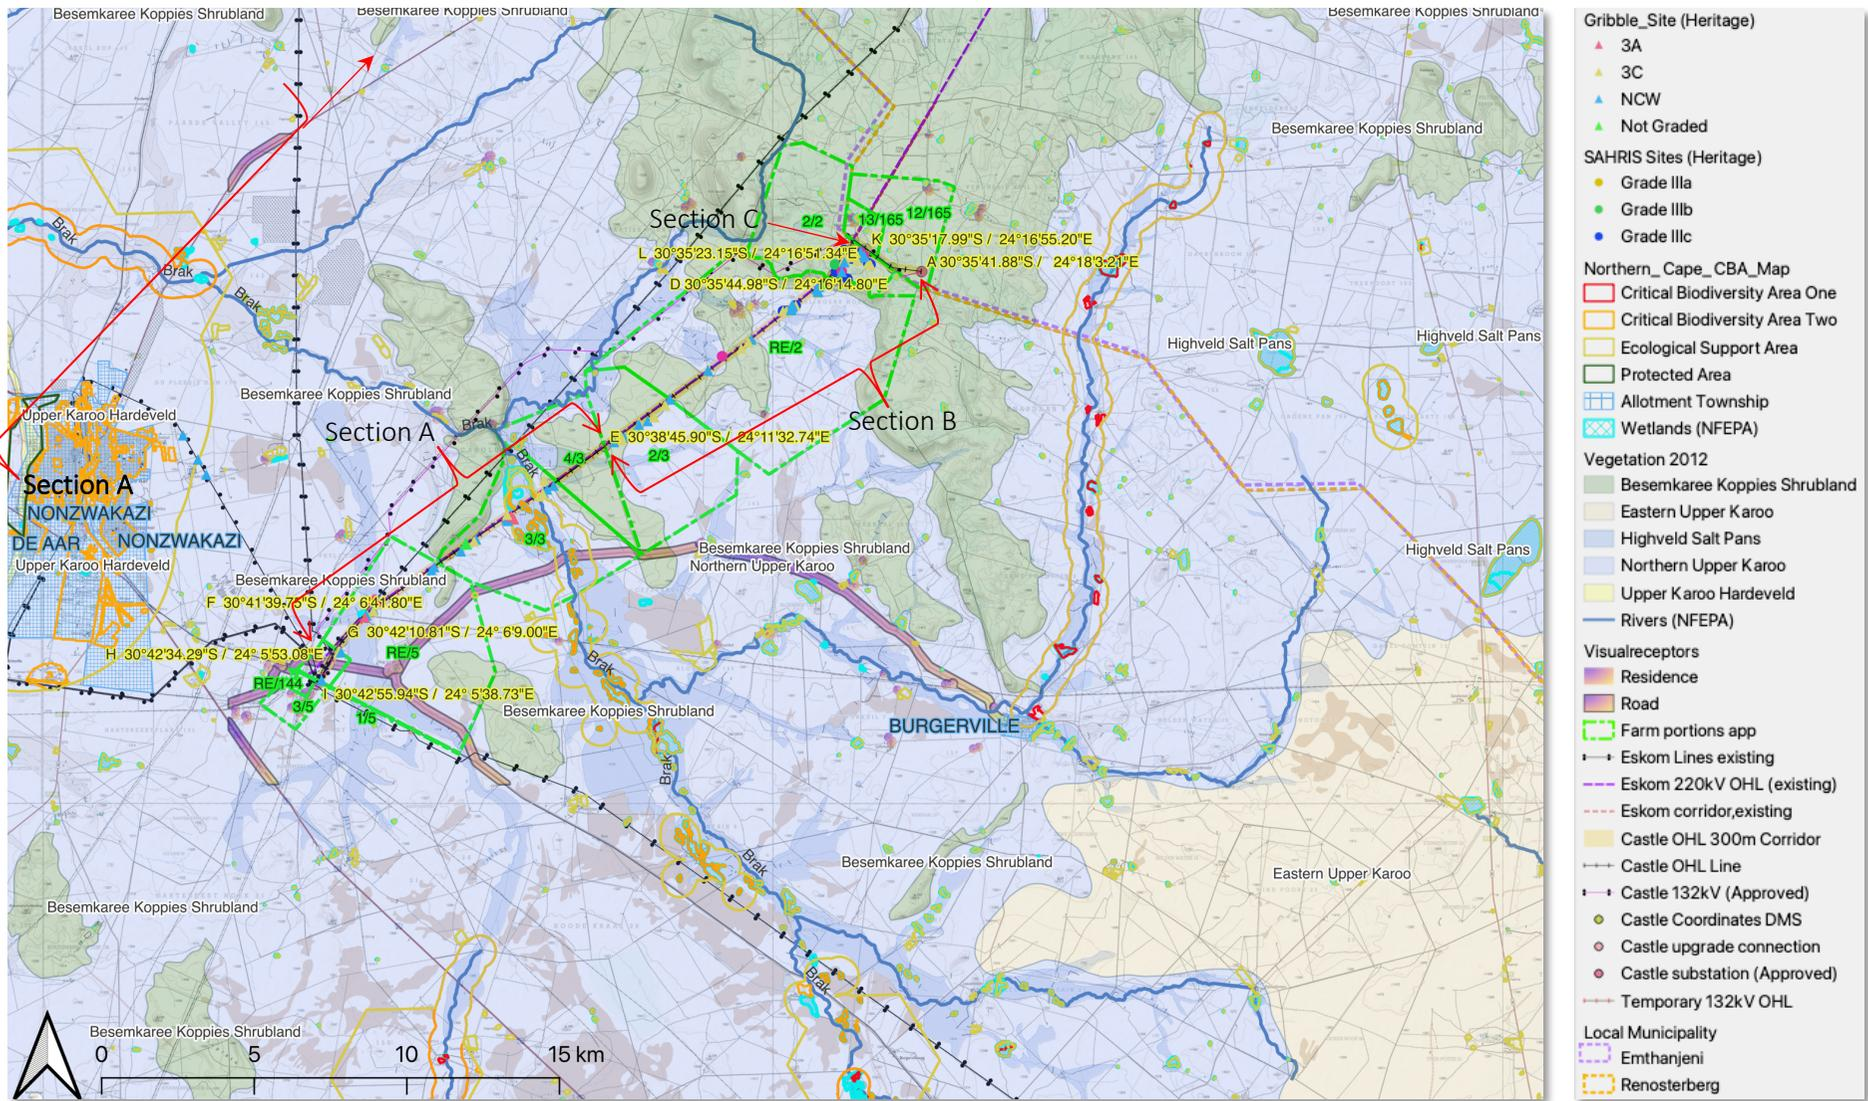 Besemkaree Koppies Shrubland
Besemkaree Koppies Shrubland
Besemkaree Koppies Shrubland
Besemkaree Koppies Shrubland
Brak
Brak
Brak
Section C
2/2
13/165
12/165
K 30°35'17.99"S / 24°16'55.20"E
L 30°35'23.15"S / 24°16'51.34"E
A 30°35'41.88"S / 24°18'3.21"E
D 30°35'44.98"S / 24°16'14.80"E
RE/2
Highveld Salt Pans
Highveld Salt Pans
Besemkaree Koppies Shrubland
Upper Karoo Hardeveld
Section A
Brak
Section B
E 30°38'45.90"S / 24°11'32.74"E
4/3
2/3
Brak
Section A
NONZWAKAZI
DE AAR
NONZWAKAZI
3/3
Besemkaree Koppies Shrubland
Northern Upper Karoo
Highveld Salt Pans
Upper Karoo Hardeveld
Besemkaree Koppies Shrubland
F 30°41'39.75"S / 24° 6'41.80"E
G 30°42'10.81"S / 24° 6'9.00"E
H 30°42'34.29"S / 24° 5'53.08"E
RE/5
Brak
RE/144
I 30°42'55.94"S / 24° 5'38.73"E
3/5
1/5
Besemkaree Koppies Shrubland
BURGERVILLE
Brak
Brak
Besemkaree Koppies Shrubland
Eastern Upper Karoo
Besemkaree Koppies Shrubland
Brak
Besemkaree Koppies Shrubland
0 5 10 15 km
Gribble_Site (Heritage)
3A
3C
NCW
Not Graded
SAHRIS Sites (Heritage)
Grade IIIa
Grade IIIb
Grade IIIc
Northern_ Cape_CBA_Map
Critical Biodiversity Area One
Critical Biodiversity Area Two
Ecological Support Area
Protected Area
Allotment Township
Wetlands (NFEPA)
Vegetation 2012
Besemkaree Koppies Shrubland
Eastern Upper Karoo
Highveld Salt Pans
Northern Upper Karoo
Upper Karoo Hardeveld
Rivers (NFEPA)
Visualreceptors
Residence
Road
Farm portions app
Eskom Lines existing
Eskom 220kV OHL (existing)
Eskom corridor,existing
Castle OHL 300m Corridor
Castle OHL Line
Castle 132kV (Approved)
Castle Coordinates DMS
Castle upgrade connection
Castle substation (Approved)
Temporary 132kV OHL
Local Municipality
Emthanjeni
Renosterberg